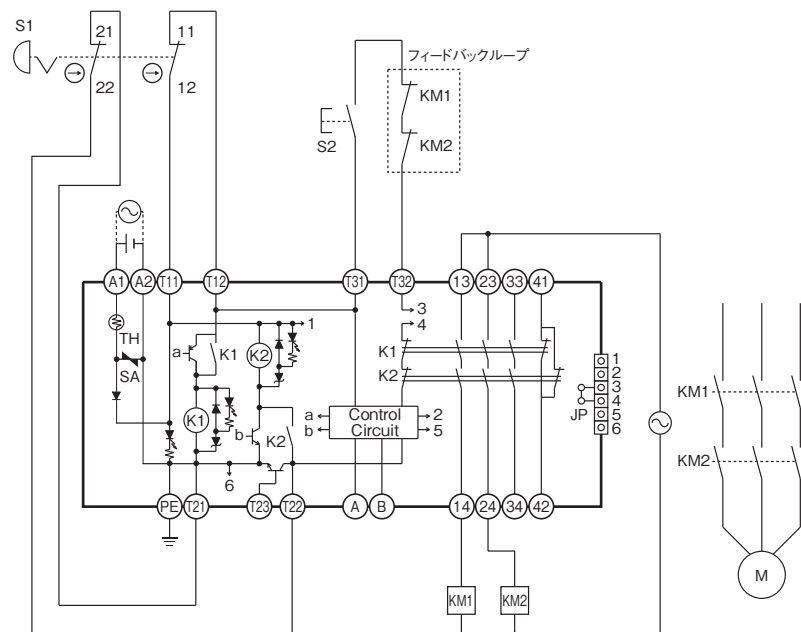 S1
21
11
22
12
フィードバックループ
KM1
KM2
S2
A1
A2
T11
T12
T31
T32
13
23
33
41
TH
SA
a
K1
K2
1
3
4
K1
K2
K1
b
K2
a
b
Control
Circuit
2
5
6
1
2
3
4
5
6
JP
KM1
KM2
PE
T21
T23
T22
A
B
14
24
34
42
KM1
KM2
M